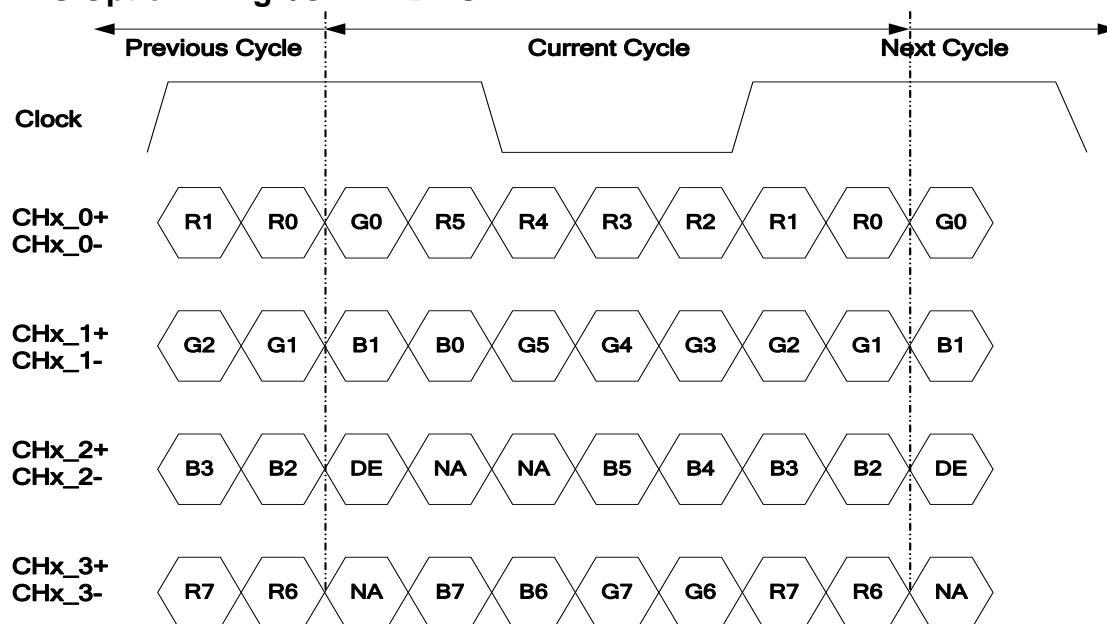 Previous Cycle Current Cycle Next Cycle
Clock
CHx_0+
CHx_0-
R1 R0 G0 R5 R4 R3 R2 R1 R0 G0
CHx_1+
CHx_1-
G2 G1 B1 B0 G5 G4 G3 G2 G1 B1
CHx_2+
CHx_2-
B3 B2 DE NA NA B5 B4 B3 B2 DE
CHx_3+
CHx_3-
R7 R6 NA B7 B6 G7 G6 R7 R6 NA